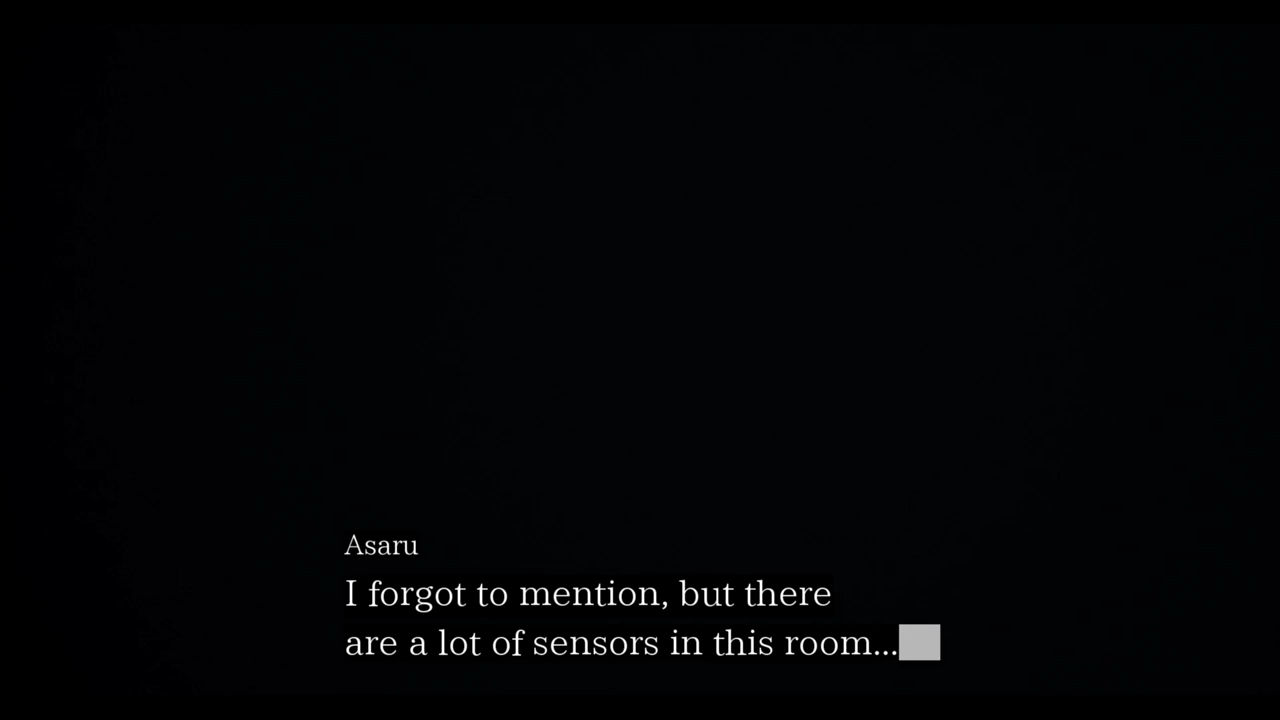 Asaru
I forgot to mention, but there
are a lot of sensors in this room...